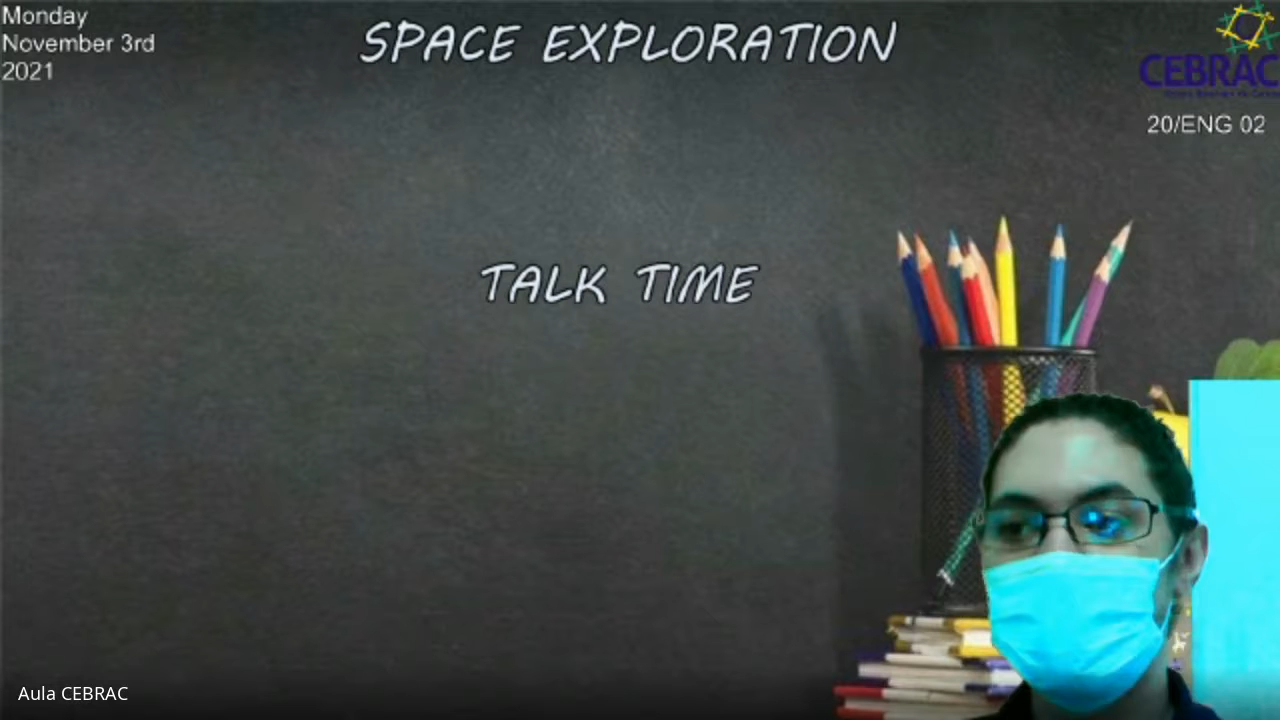 Monday
November 3rd
2021
SPACE EXPLORATION
CEBRAC
20/ENG 02
TALK TIME
Aula CEBRAC